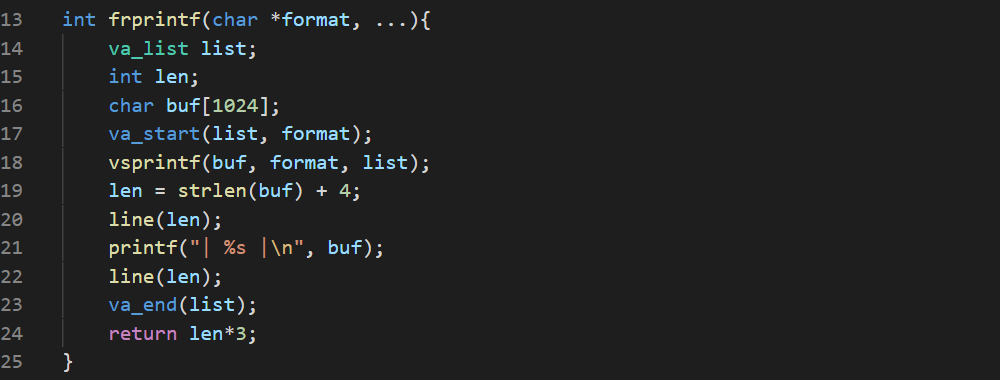 13 int frprintf(char *format, ...){
14     va_list list;
15     int len;
16     char buf[1024];
17     va_start(list, format);
18     vsprintf(buf, format, list);
19     len = strlen(buf) + 4;
20     line(len);
21     printf("| %s |\n", buf);
22     line(len);
23     va_end(list);
24     return len*3;
25 }